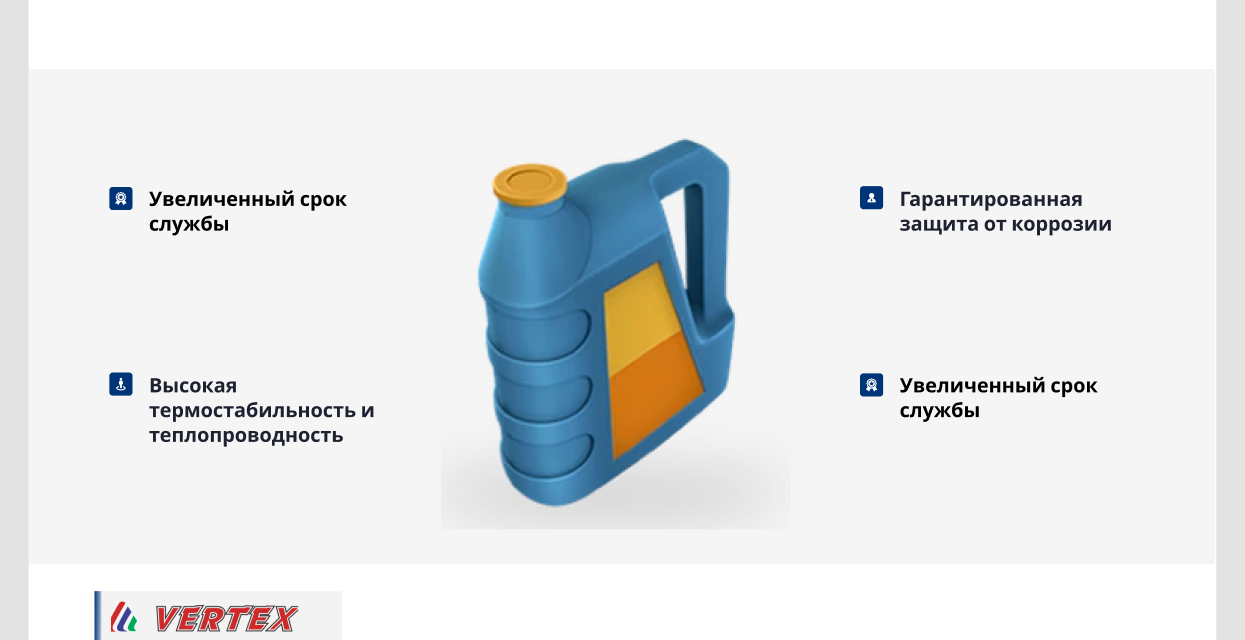 Увеличенный срок
службы
Высокая
термостабильность и
теплопроводность
Гарантированная
защита от коррозии
Увеличенный срок
службы
VERTEX